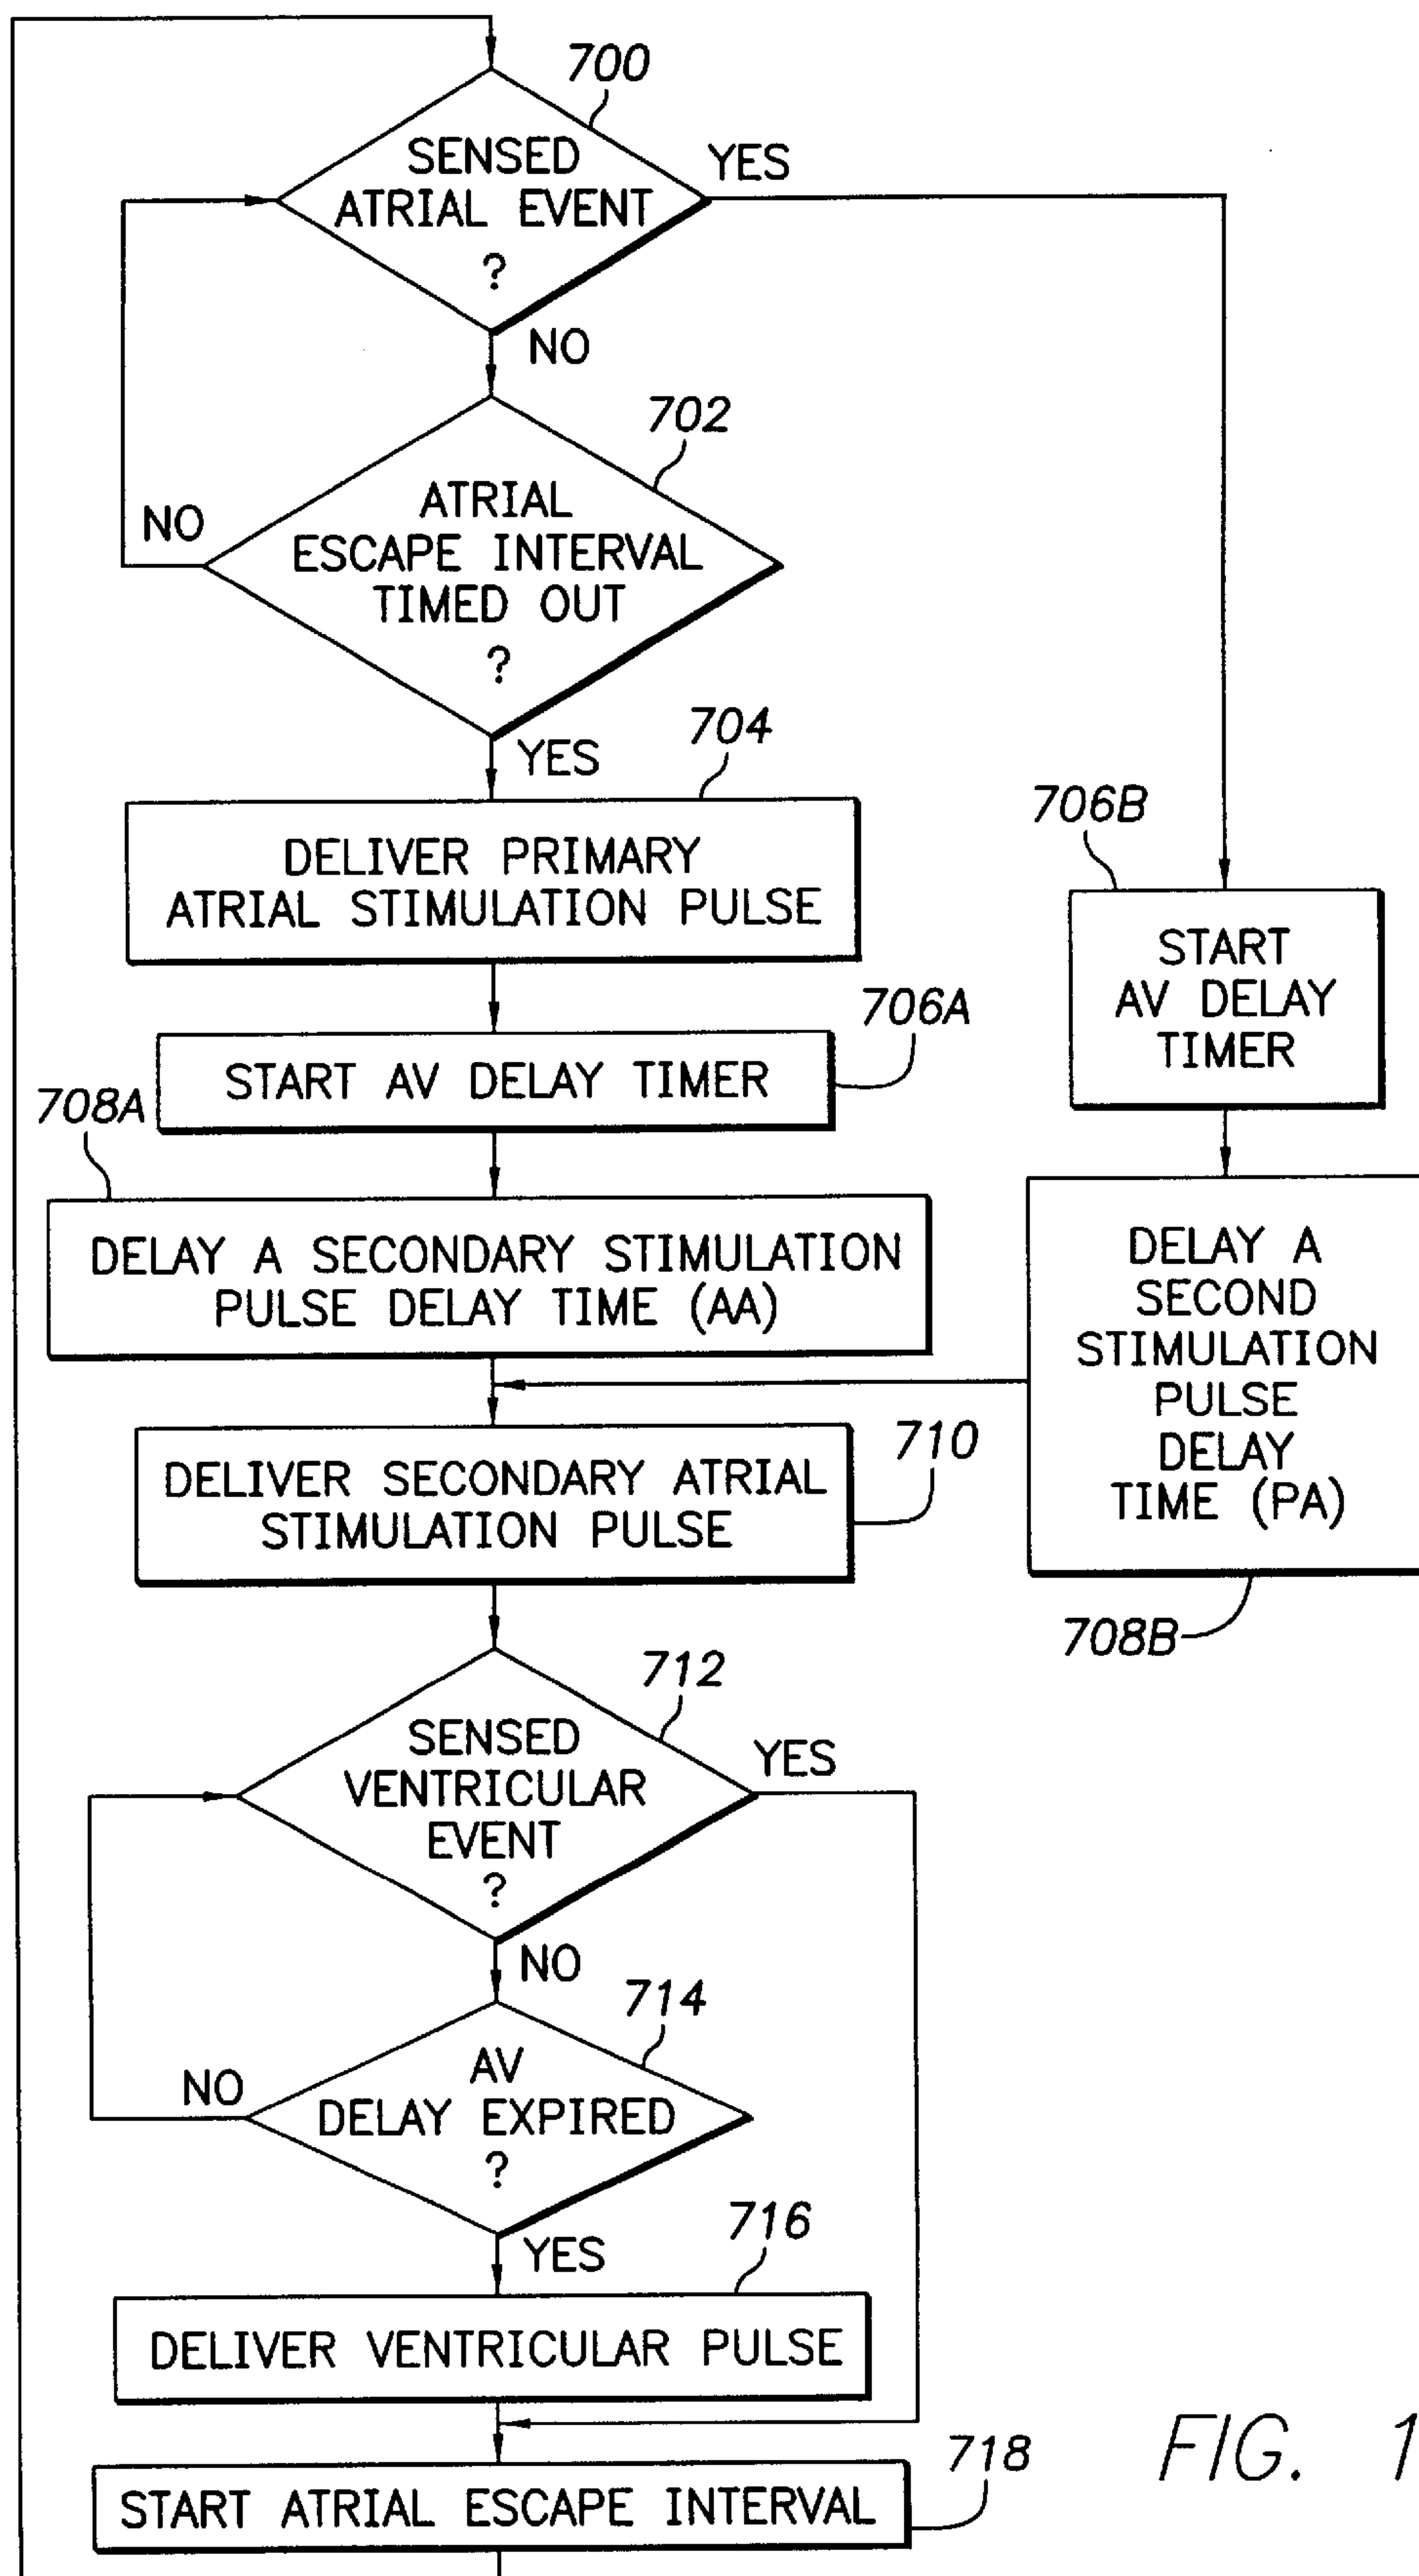 700
SENSED
ATRIAL EVENT
?
YES
NO
702
ATRIAL
ESCAPE INTERVAL
TIMED OUT
?
NO
YES
704
DELIVER PRIMARY
ATRIAL STIMULATION PULSE
706B
START
AV DELAY
TIMER
706A
START AV DELAY TIMER
708A
DELAY A SECONDARY STIMULATION
PULSE DELAY TIME (AA)
DELAY A
SECOND
STIMULATION
PULSE
DELAY
TIME (PA)
708B
710
DELIVER SECONDARY ATRIAL
STIMULATION PULSE
712
SENSED
VENTRICULAR
EVENT
?
YES
NO
714
AV
DELAY EXPIRED
?
NO
YES
716
DELIVER VENTRICULAR PULSE
718
START ATRIAL ESCAPE INTERVAL
FIG. 1